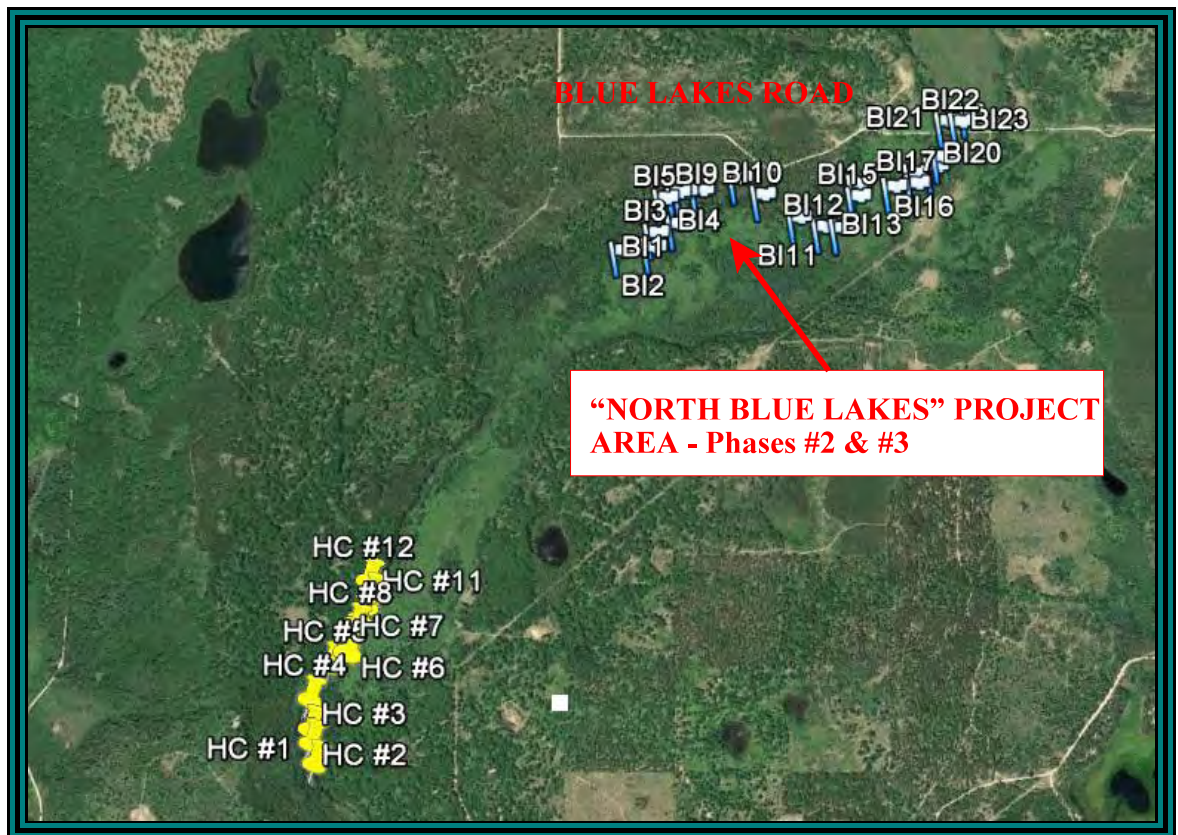 BLUE LAKES ROAD
BI22
BI21
BI23
BI20
BI17
BI5
BI9
BI10
BI15
BI16
BI3
BI4
BI12
BI13
BI1
BI11
BI2
“NORTH BLUE LAKES” PROJECT
AREA - Phases #2 & #3
HC #12
HC #11
HC #8
HC #5
HC #7
HC #4
HC #6
HC #3
HC #1
HC #2